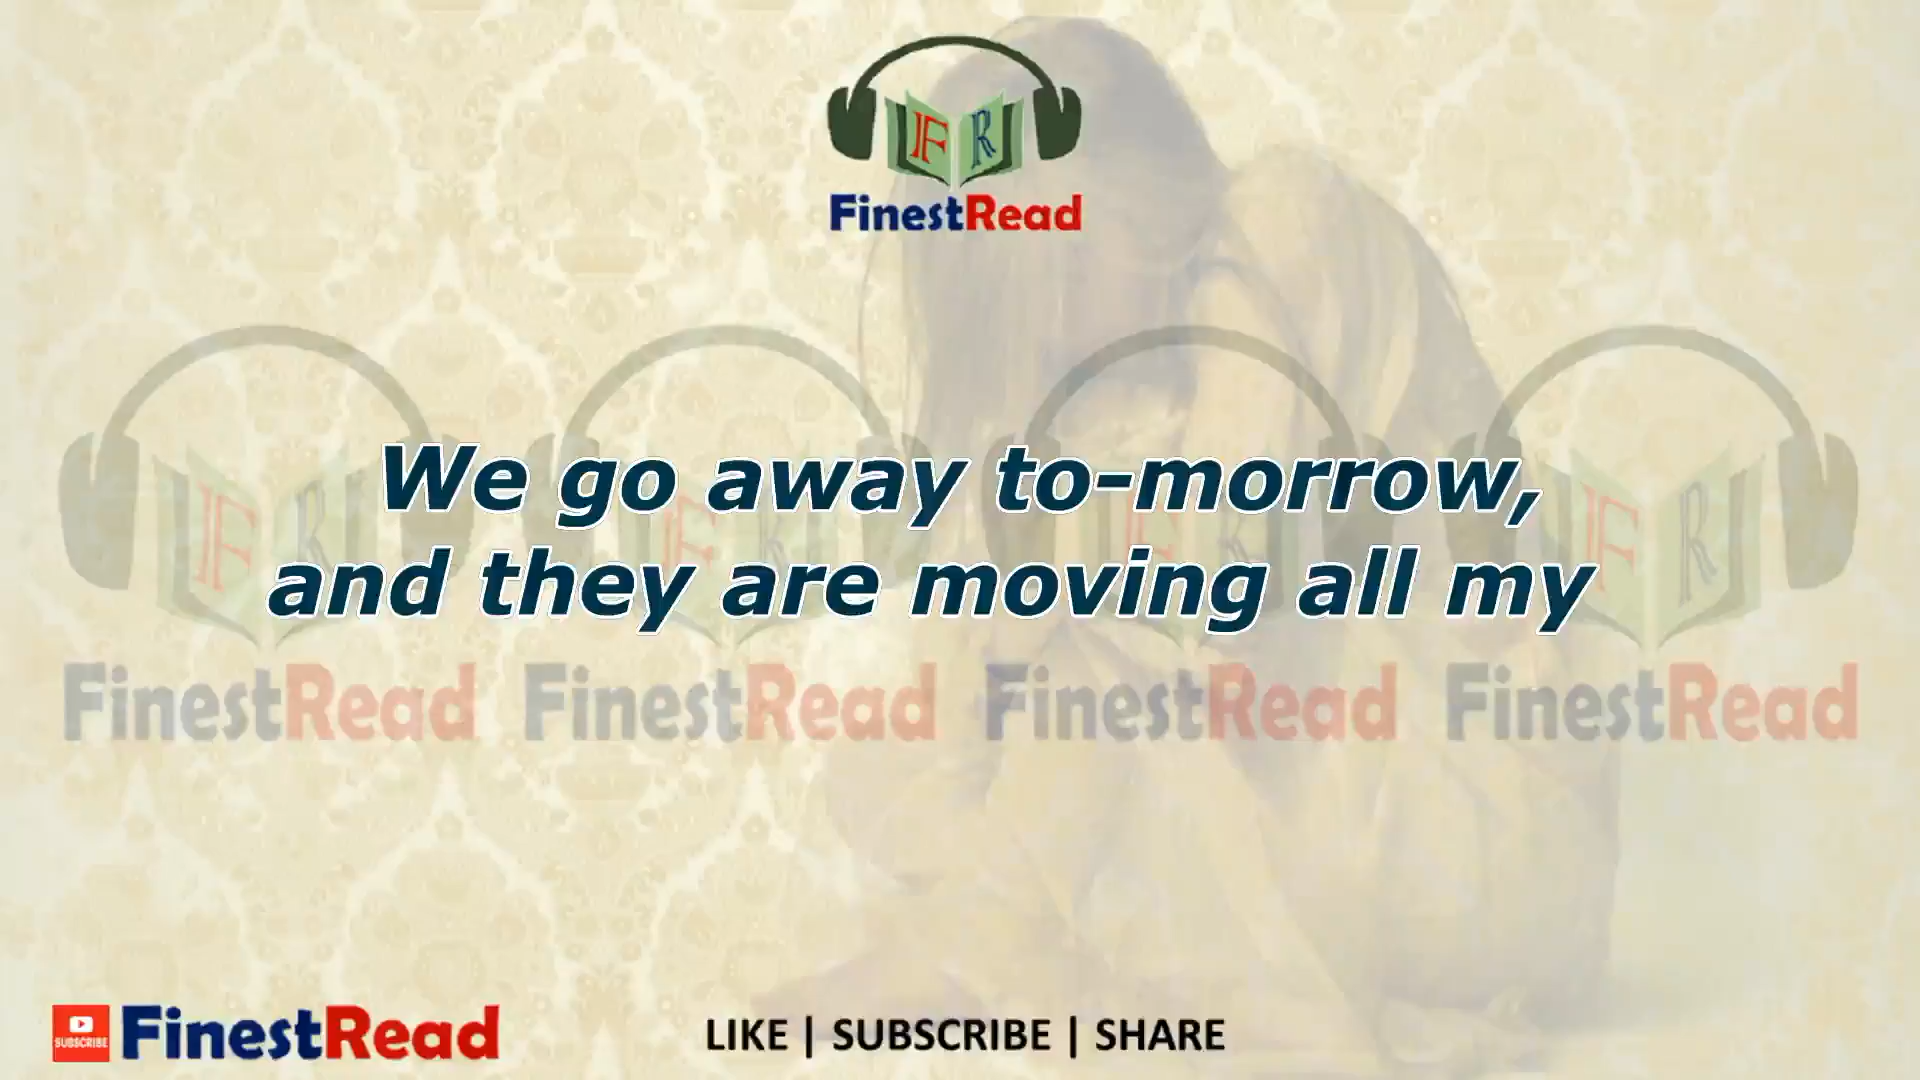 F R
FinestRead
We go away to-morrow,
and they are moving all my
F R F R F R F R
FinestRead FinestRead FinestRead FinestRead
SUBSCRIBE FinestRead LIKE | SUBSCRIBE | SHARE